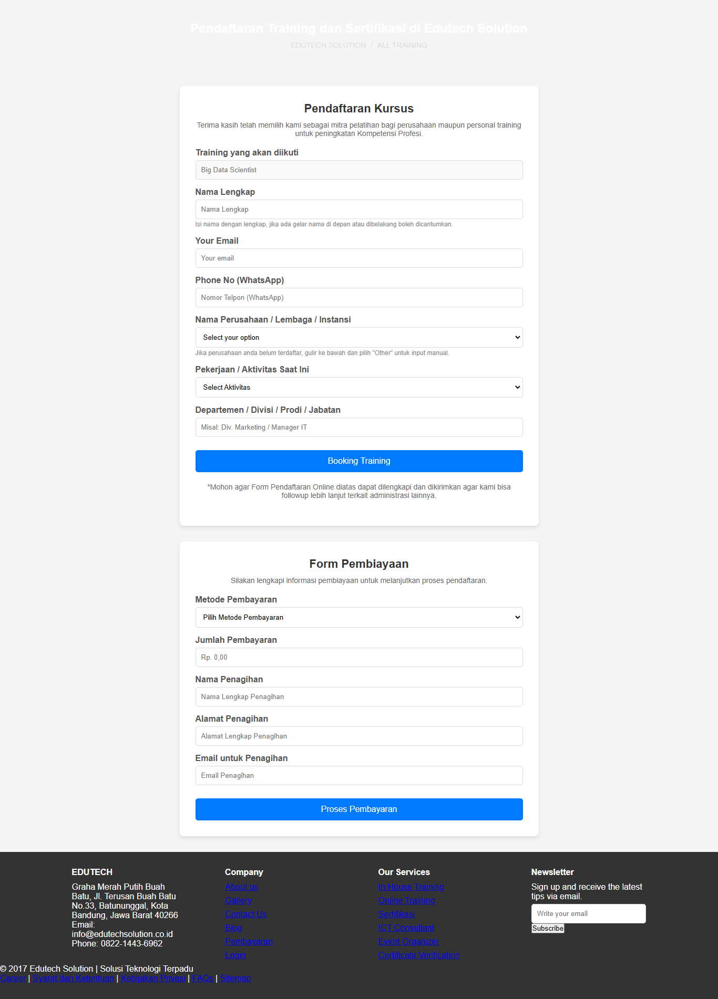 Pendaftaran Training dan Sertifikasi di Edutech Solution
EDUTECH SOLUTION / ALL TRAINING
Pendaftaran Kursus
Terima kasih telah memilih kami sebagai mitra pelatihan bagi perusahaan maupun personal training
untuk peningkatan Kompetensi Profesi.
Training yang akan diikuti
Big Data Scientist
Nama Lengkap
Nama Lengkap
Isi nama dengan lengkap, jika ada gelar nama di depan atau dibelakang boleh dicantumkan.
Your Email
Your email
Phone No (WhatsApp)
Nomor Telpon (WhatsApp)
Nama Perusahaan / Lembaga / Instansi
Select your option
Jika perusahaan anda belum terdaftar, gulir ke bawah dan pilih "Other" untuk input manual.
Pekerjaan / Aktivitas Saat Ini
Select Aktivitas
Departemen / Divisi / Prodi / Jabatan
Misal: Div. Marketing / Manager IT
Booking Training
*Mohon agar Form Pendaftaran Online diatas dapat dilengkapi dan dikirimkan agar kami bisa
followup lebih lanjut terkait administrasi lainnya.
Form Pembiayaan
Silakan lengkapi informasi pembiayaan untuk melanjutkan proses pendaftaran.
Metode Pembayaran
Pilih Metode Pembayaran
Jumlah Pembayaran
Rp. 0,00
Nama Penagihan
Nama Lengkap Penagihan
Alamat Penagihan
Alamat Lengkap Penagihan
Email untuk Penagihan
Email Penagihan
Proses Pembayaran
EDUTECH
Graha Merah Putih Buah
Batu, Jl. Terusan Buah Batu
No.33, Batununggal, Kota
Bandung, Jawa Barat 40266
Email:
info@edutechsolution.co.id
Phone: 0822-1443-6962
Company
About us
Gallery
Contact Us
Blog
Pembayaran
Login
Our Services
In House Training
Online Training
Sertifikasi
ICT Consultant
Event Organizer
Certificate Verification
Newsletter
Sign up and receive the latest
tips via email.
Write your email
Subscribe
© 2017 Edutech Solution | Solusi Teknologi Terpadu
Career | Syarat dan Ketentuan | Kebijakan Privasi | FAQs | Sitemap